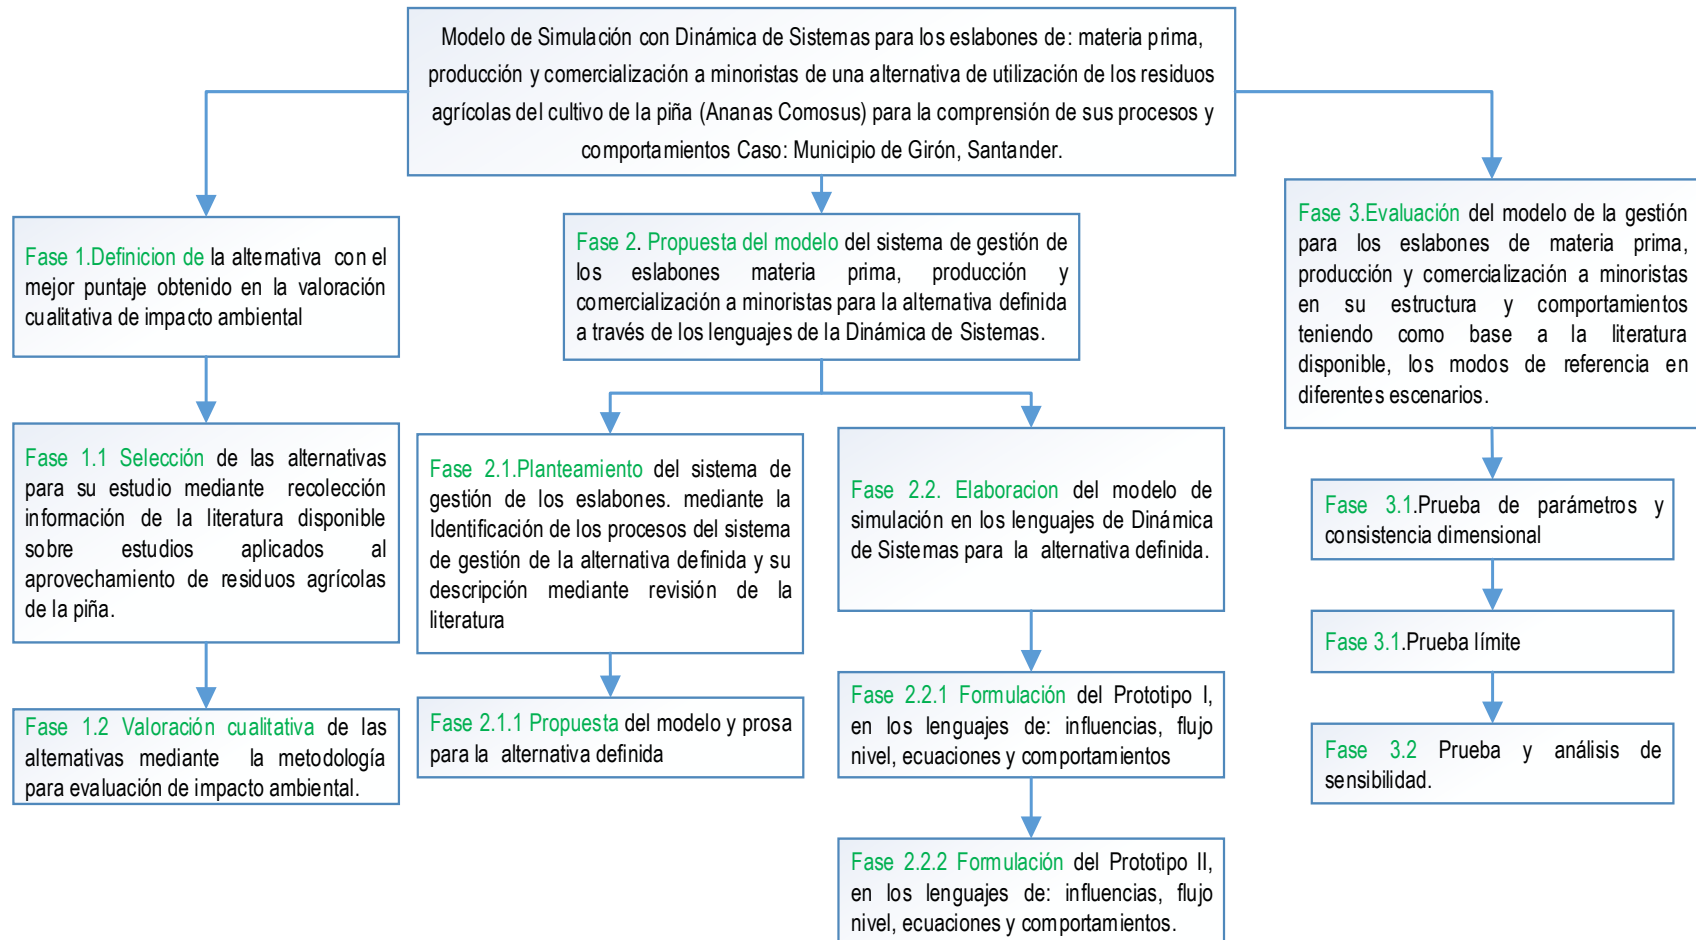 Modelo de Simulación con Dinámica de Sistemas para los eslabones de: materia prima,
producción y comercialización a minoristas de una alternativa de utilización de los residuos
agrícolas del cultivo de la piña (Ananas Comosus) para la comprensión de sus procesos y
comportamientos Caso: Municipio de Girón, Santander.
Fase 1.Definicion de la alternativa con el
mejor puntaje obtenido en la valoración
cualitativa de impacto ambiental
Fase 1.1 Selección de las alternativas
para su estudio mediante recolección
información de la literatura disponible
sobre estudios aplicados al
aprovechamiento de residuos agrícolas
de la piña.
Fase 1.2 Valoración cualitativa de las
alternativas mediante la metodología
para evaluación de impacto ambiental.
Fase 2. Propuesta del modelo del sistema de gestión de
los eslabones materia prima, producción y
comercialización a minoristas para la alternativa definida
a través de los lenguajes de la Dinámica de Sistemas.
Fase 2.1.Planteamiento del sistema de
gestión de los eslabones. mediante la
Identificación de los procesos del sistema
de gestión de la alternativa definida y su
descripción mediante revisión de la
literatura
Fase 2.1.1 Propuesta del modelo y prosa
para la alternativa definida
Fase 2.2. Elaboracion del modelo de
simulación en los lenguajes de Dinámica
de Sistemas para la alternativa definida.
Fase 2.2.1 Formulación del Prototipo I,
en los lenguajes de: influencias, flujo
nivel, ecuaciones y comportamientos
Fase 2.2.2 Formulación del Prototipo II,
en los lenguajes de: influencias, flujo
nivel, ecuaciones y comportamientos.
Fase 3.Evaluación del modelo de la gestión
para los eslabones de materia prima,
producción y comercialización a minoristas
en su estructura y comportamientos
teniendo como base a la literatura
disponible, los modos de referencia en
diferentes escenarios.
Fase 3.1.Prueba de parámetros y
consistencia dimensional
Fase 3.1.Prueba límite
Fase 3.2 Prueba y análisis de
sensibilidad.